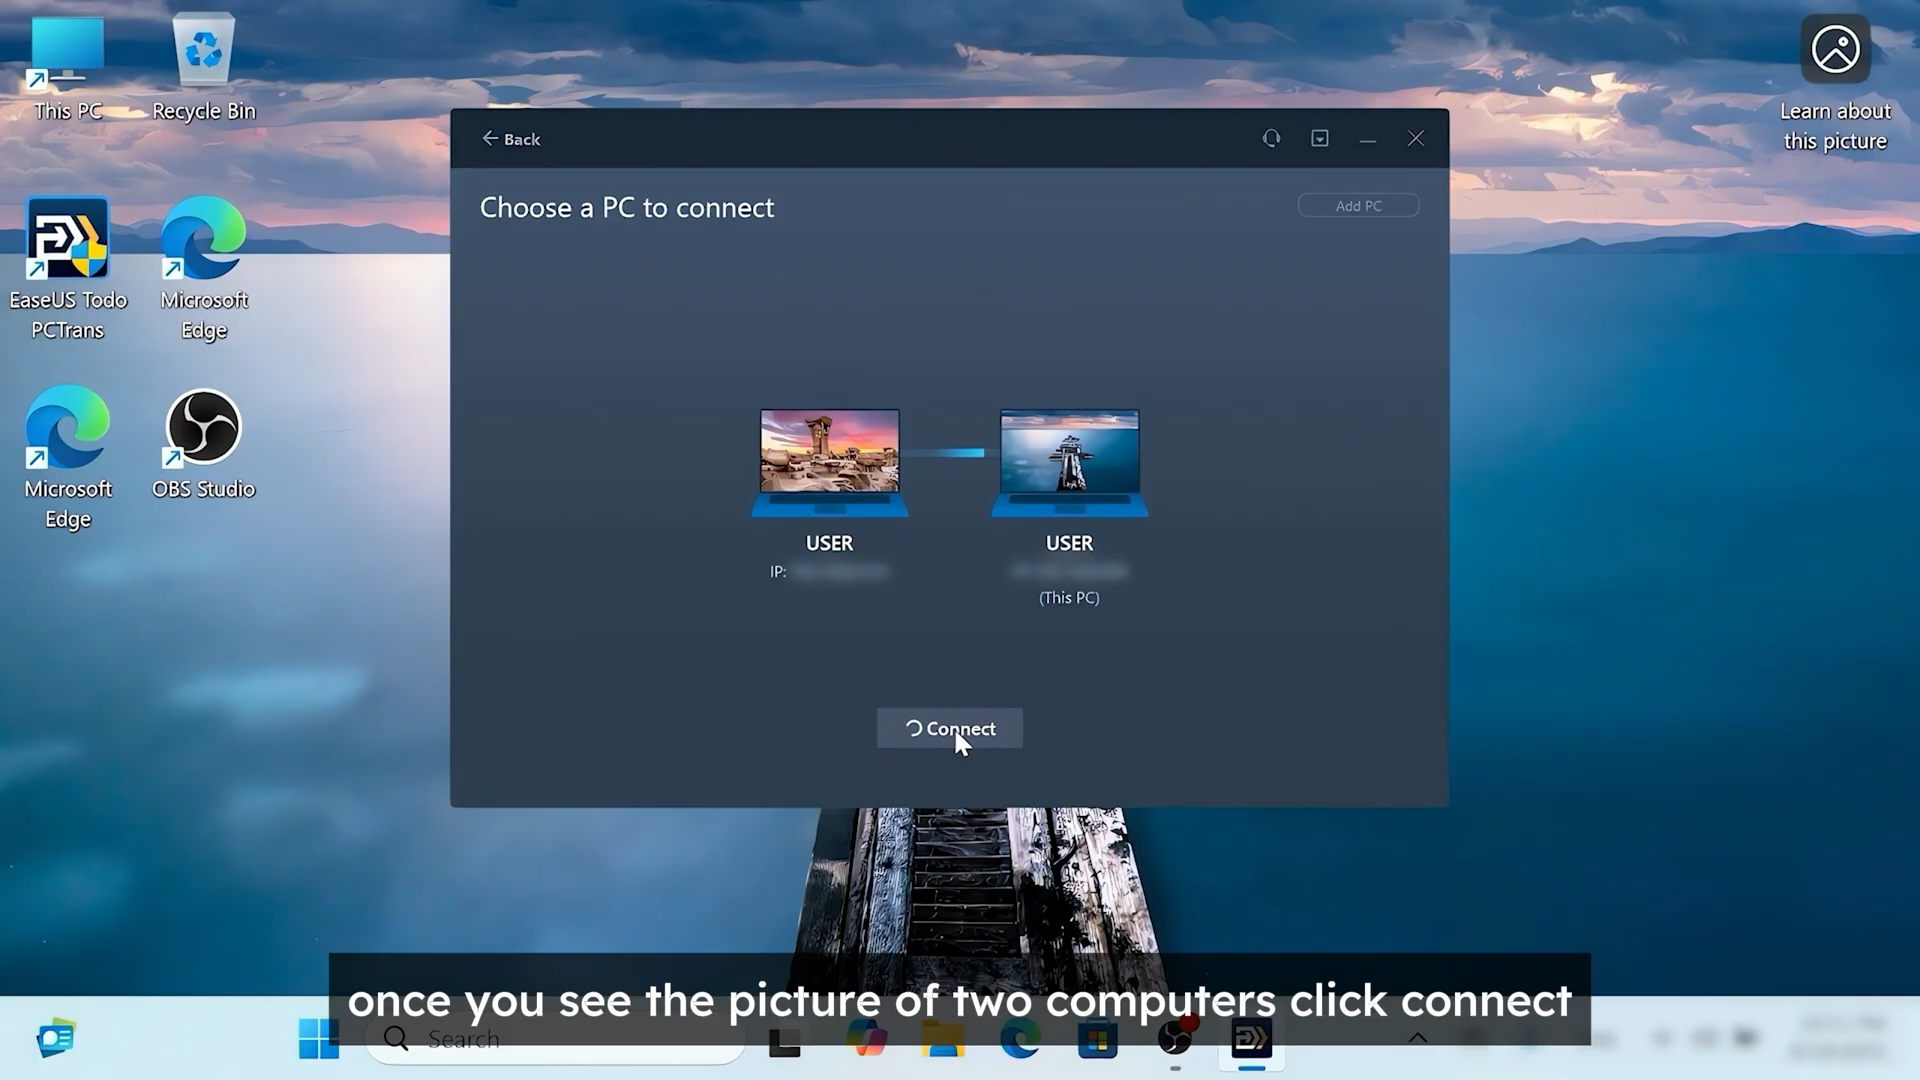 This PC
Recycle Bin
Learn about
this picture
EaseUS Todo
PCTrans
Microsoft
Edge
Microsoft
Edge
OBS Studio
Back
Choose a PC to connect
Add PC
USER
IP:
USER
(This PC)
Connect
once you see the picture of two computers click connect
Search